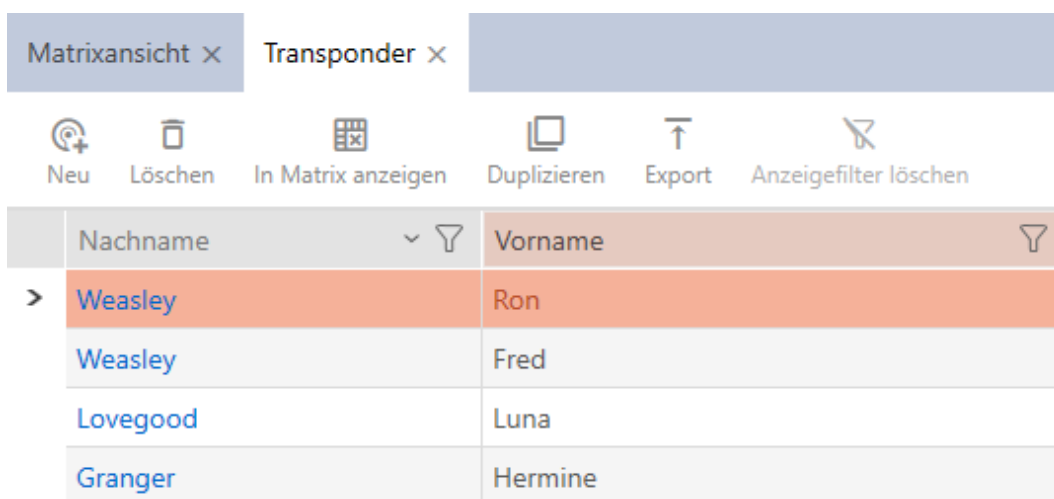 Matrixansicht × Transponder ×
Neu Löschen In Matrix anzeigen Duplizieren Export Anzeigefilter löschen
Nachname Vorname
Weasley Ron
Weasley Fred
Lovegood Luna
Granger Hermine